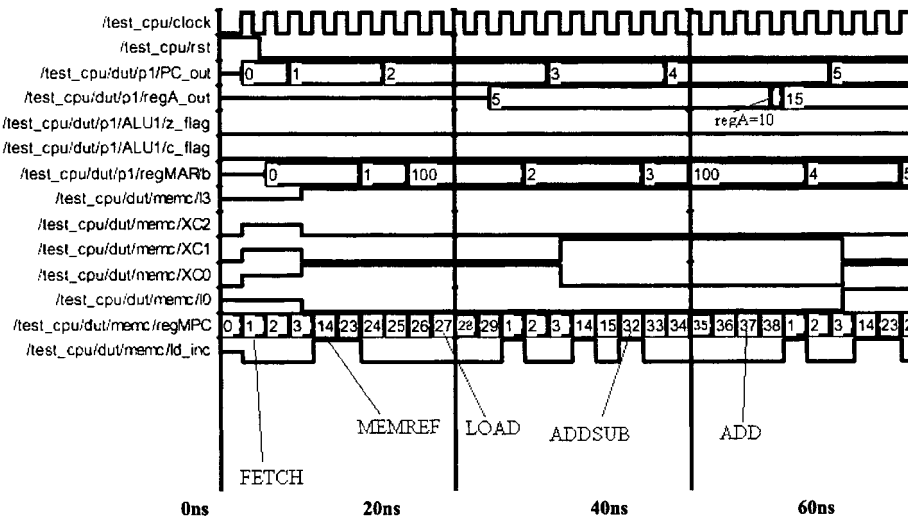 /test_cpu/clock
/test_cpu/rst
/test_cpu/dut/p1/PC_out 0 1 2 3 4 5
/test_cpu/dut/p1/regA_out 5 15
regA=10
/test_cpu/dut/p1/ALU1/z_flag
/test_cpu/dut/p1/ALU1/c_flag
/test_cpu/dut/p1/regMAR/b 0 1 100 2 3 100 4 5
/test_cpu/dut/memc/I3
/test_cpu/dut/memc/XC2
/test_cpu/dut/memc/XC1
/test_cpu/dut/memc/XC0
/test_cpu/dut/memc/I0
/test_cpu/dut/memc/regMPC 0 1 2 3 14 23 24 25 26 27 28 29 1 2 3 14 15 32 33 34 35 36 37 38 1 2 3 14 23 2
/test_cpu/dut/memc/ld_inc
MEMREF LOAD ADDSUB ADD
FETCH
0ns 20ns 40ns 60ns